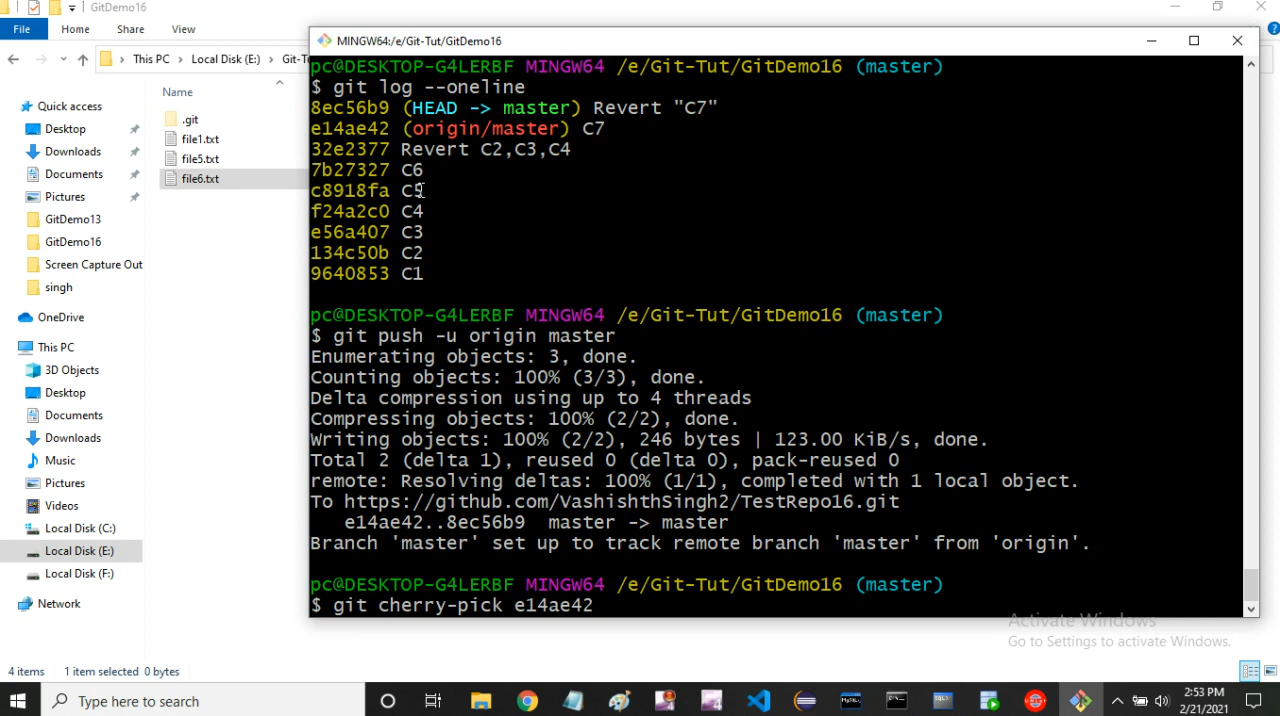 GitDemo16
File Home Share View
This PC Local Disk (E:) Git-T
Name
Quick access
Desktop
Downloads
Documents
Pictures
GitDemo13
GitDemo16
Screen Capture Out
singh
OneDrive
This PC
3D Objects
Desktop
Documents
Downloads
Music
Pictures
Videos
Local Disk (C:)
Local Disk (E:)
Local Disk (F:)
Network
.git
file1.txt
file5.txt
file6.txt
4 items 1 item selected 0 bytes
MINGW64:/e/Git-Tut/GitDemo16
pc@DESKTOP-G4LERBF MINGW64 /e/Git-Tut/GitDemo16 (master)
$ git log --oneline
8ec56b9 (HEAD -> master) Revert "C7"
e14ae42 (origin/master) C7
32e2377 Revert C2,C3,C4
7b27327 C6
c8918fa C5
f24a2c0 C4
e56a407 C3
134c50b C2
9640853 C1
pc@DESKTOP-G4LERBF MINGW64 /e/Git-Tut/GitDemo16 (master)
$ git push -u origin master
Enumerating objects: 3, done.
Counting objects: 100% (3/3), done.
Delta compression using up to 4 threads
Compressing objects: 100% (2/2), done.
Writing objects: 100% (2/2), 246 bytes | 123.00 KiB/s, done.
Total 2 (delta 1), reused 0 (delta 0), pack-reused 0
remote: Resolving deltas: 100% (1/1), completed with 1 local object.
To https://github.com/VashishthSingh2/TestRepo16.git
e14ae42..8ec56b9 master -> master
Branch 'master' set up to track remote branch 'master' from 'origin'.
pc@DESKTOP-G4LERBF MINGW64 /e/Git-Tut/GitDemo16 (master)
$ git cherry-pick e14ae42
Activate Windows
Go to Settings to activate Windows.
Type here to search
2:53 PM
2/21/2021